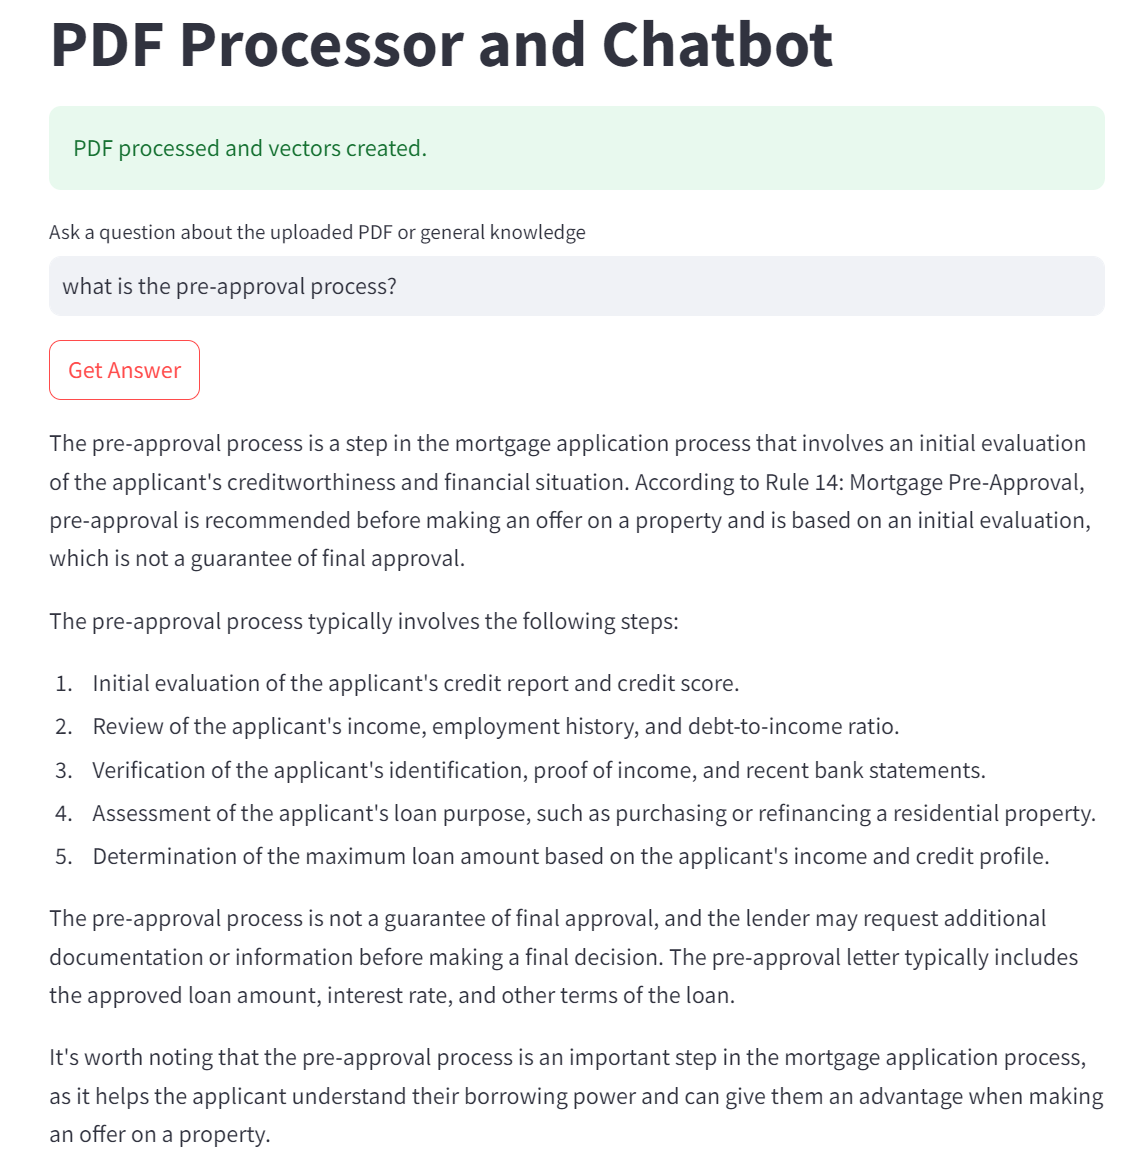 PDF Processor and Chatbot
PDF processed and vectors created.
Ask a question about the uploaded PDF or general knowledge
what is the pre-approval process?
Get Answer
The pre-approval process is a step in the mortgage application process that involves an initial evaluation
of the applicant's creditworthiness and financial situation. According to Rule 14: Mortgage Pre-Approval,
pre-approval is recommended before making an offer on a property and is based on an initial evaluation,
which is not a guarantee of final approval.
The pre-approval process typically involves the following steps:
1. Initial evaluation of the applicant's credit report and credit score.
2. Review of the applicant's income, employment history, and debt-to-income ratio.
3. Verification of the applicant's identification, proof of income, and recent bank statements.
4. Assessment of the applicant's loan purpose, such as purchasing or refinancing a residential property.
5. Determination of the maximum loan amount based on the applicant's income and credit profile.
The pre-approval process is not a guarantee of final approval, and the lender may request additional
documentation or information before making a final decision. The pre-approval letter typically includes
the approved loan amount, interest rate, and other terms of the loan.
It's worth noting that the pre-approval process is an important step in the mortgage application process,
as it helps the applicant understand their borrowing power and can give them an advantage when making
an offer on a property.